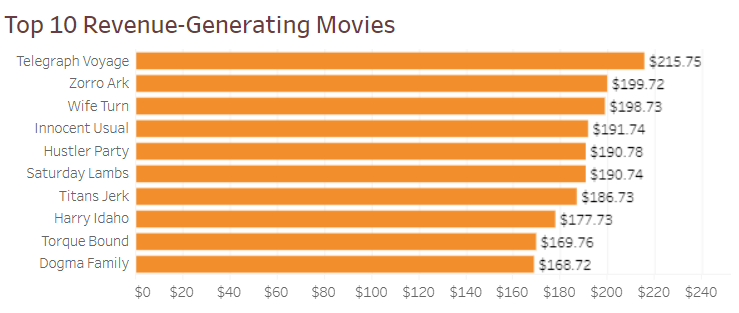 Top 10 Revenue-Generating Movies
Telegraph Voyage $215.75
Zorro Ark $199.72
Wife Turn $198.73
Innocent Usual $191.74
Hustler Party $190.78
Saturday Lambs $190.74
Titans Jerk $186.73
Harry Idaho $177.73
Torque Bound $169.76
Dogma Family $168.72
$0 $20 $40 $60 $80 $100 $120 $140 $160 $180 $200 $220 $240